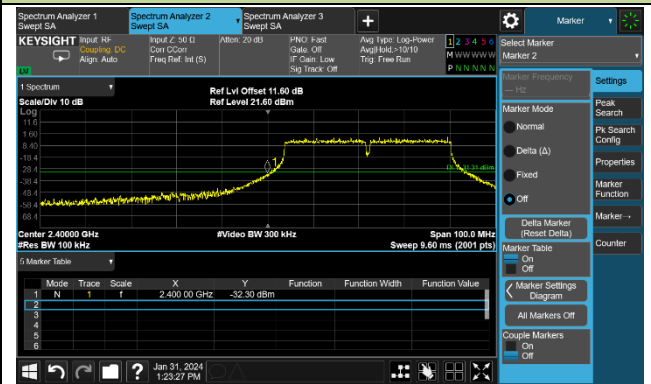 Spectrum Analyzer 1
Swept SA
Spectrum Analyzer 2
Swept SA
Spectrum Analyzer 3
Swept SA
Marker
KEYSIGHT
Input: RF
Coupling: DC
Align: Auto
Input Z: 50 Ω
Corr CCorr
Freq Ref: Int (S)
Atten: 20 dB
PNO: Fast
Gate: Off
IF Gain: Low
Sig Track: Off
Avg Type: Log-Power
Avg|Hold:>10/10
Trig: Free Run
1 2 3 4 5 6
M W W W W W
P N N N N N
Select Marker
Marker 2
1 Spectrum
Scale/Div 10 dB
Log
Ref Lvl Offset 11.60 dB
Ref Level 21.60 dBm
11.6
1.60
-8.40
-18.4
-28.4
-38.4
-48.4
-58.4
-68.4
1
Center 2.40000 GHz
#Res BW 100 kHz
#Video BW 300 kHz
Span 100.0 MHz
Sweep 9.60 ms (2001 pts)
5 Marker Table
Mode Trace Scale X Y Function Function Width Function Value
1 N 1 f 2.400 00 GHz -32.30 dBm
2
3
4
5
6
Marker Frequency
--- Hz
Marker Mode
Normal
Delta (Δ)
Fixed
Off
Delta Marker
(Reset Delta)
Marker Table
On
Off
Marker Settings
Diagram
All Markers Off
Couple Markers
On
Off
Settings
Peak
Search
Pk Search
Config
Properties
Marker
Function
Marker→
Counter
?
Jan 31, 2024
1:23:27 PM